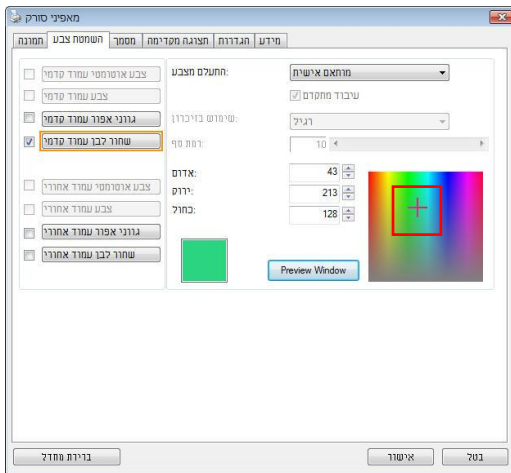 מאפיני סורק
תמונה השמטת צבע מסמך תצוגה מקדימה הגדרות מידע
צבע אוטומטי עמוד קדמי
צבע עמוד קדמי
גווני אפור עמוד קדמי
שחור לבן עמוד קדמי
צבע אוטומטי עמוד אחורי
צבע עמוד אחורי
גווני אפור עמוד אחורי
שחור לבן עמוד אחורי
התעלם מצבע: מותאם אישית
עיבוד מתקדם
שימוש בזיכרון: רגיל
רמת סף: 10
אדום: 43
ירוק: 213
כחול: 128
Preview Window
ברירת מחדל אישור בטל